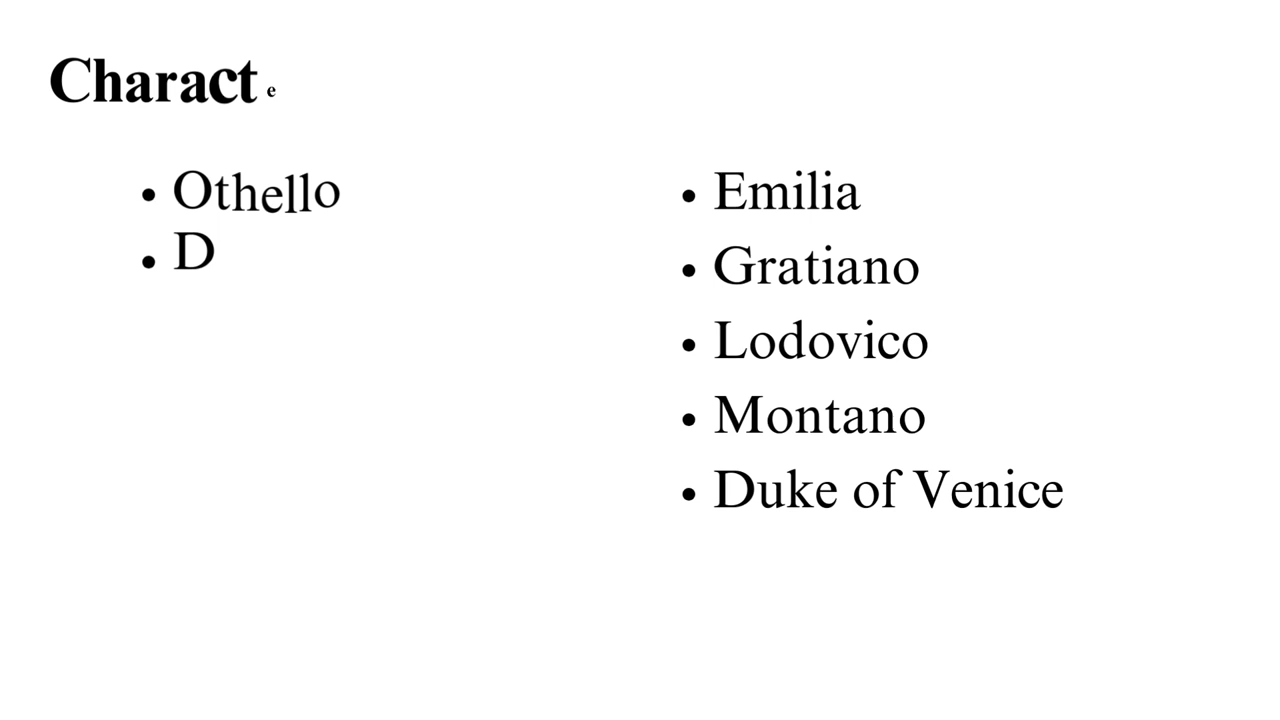 Charact e
• Othello
• D
• Emilia
• Gratiano
• Lodovico
• Montano
• Duke of Venice